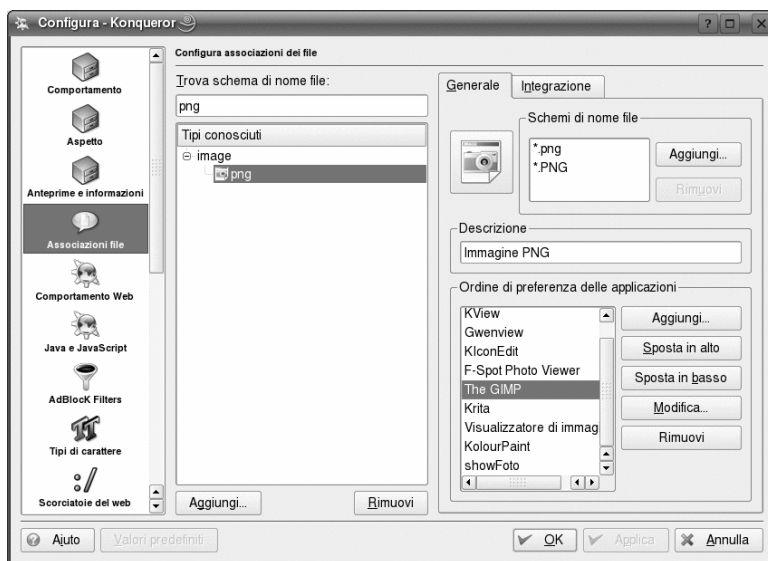 Configura - Konqueror
Comportamento
Aspetto
Anteprime e informazioni
Associazioni file
Comportamento Web
Java e JavaScript
AdBlocK Filters
Tipi di carattere
Scorciatoie del web
Configura associazioni dei file
Trova schema di nome file:
png
Tipi conosciuti
image
png
Aggiungi...
Rimuovi
Generale
Integrazione
Schemi di nome file
*.png
*.PNG
Aggiungi...
Rimuovi
Descrizione
Immagine PNG
Ordine di preferenza delle applicazioni
KView
Gwenview
KIconEdit
F-Spot Photo Viewer
The GIMP
Krita
Visualizzatore di immag
KolourPaint
showFoto
Aggiungi...
Sposta in alto
Sposta in basso
Modifica...
Rimuovi
Aiuto
Valori predefiniti
OK
Applica
Annulla